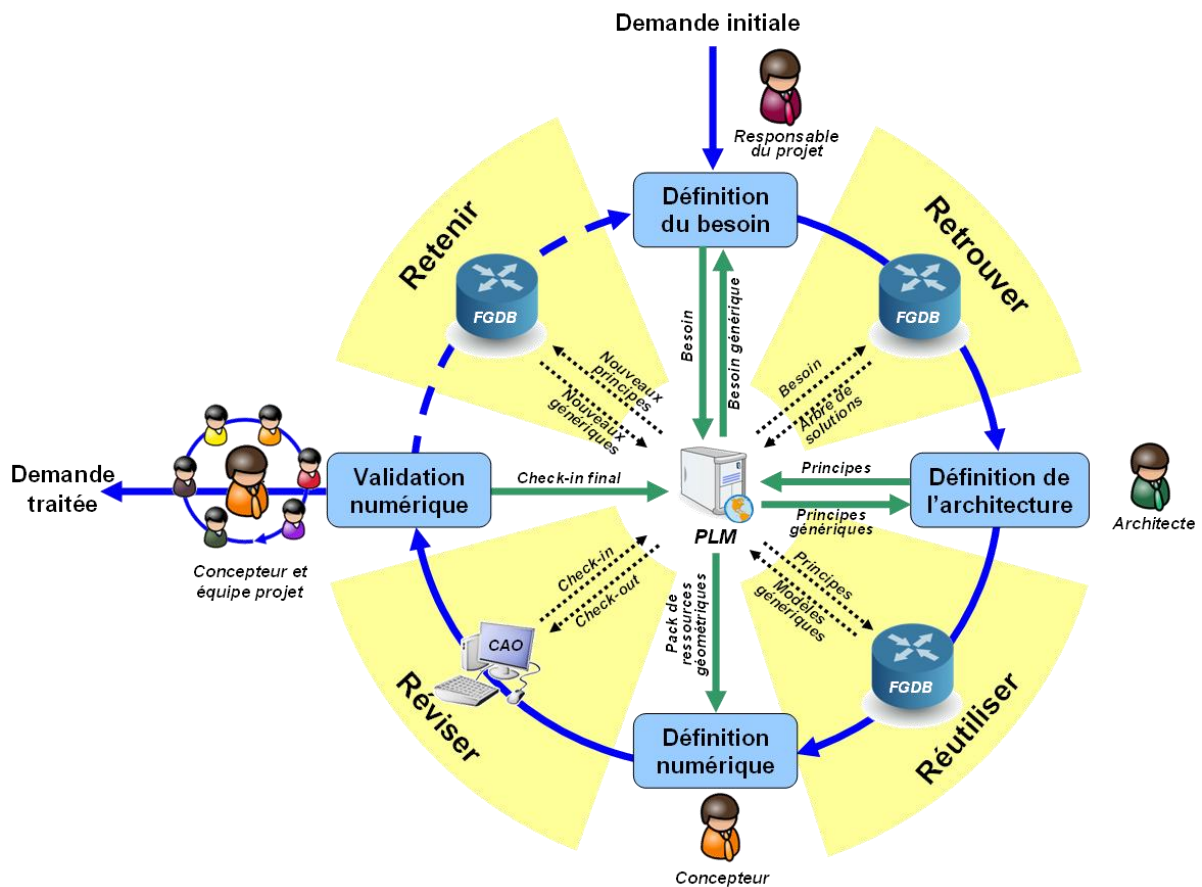 Demande initiale
Responsable
du projet
Définition
du besoin
Retenir
Retrouver
FGDB
FGDB
Besoin
Besoin générique
Nouveaux
principes
Nouveaux
génériques
Besoin
Arbre de
solutions
Demande
traitée
Validation
numérique
Check-in final
PLM
Principes
Principes
génériques
Définition de
l'architecture
Architecte
Concepteur et
équipe projet
Check-in
Check-out
Pack de
ressources
géométriques
Principes
Modèles
génériques
CAO
FGDB
Réviser
Réutiliser
Définition
numérique
Concepteur